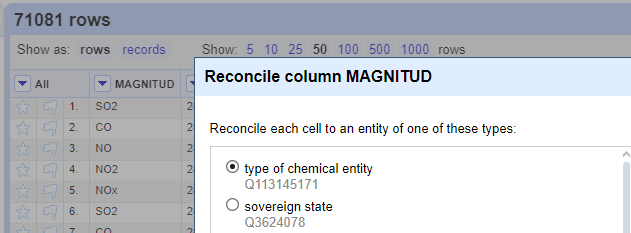 71081 rows
Show as: rows records Show: 5 10 25 50 100 500 1000 rows
All MAGNITUD
1. SO2
2. CO
3. NO
4. NO2
5. NOx
6. SO2
7. CO
Reconcile column MAGNITUD
Reconcile each cell to an entity of one of these types:
type of chemical entity
Q113145171
sovereign state
Q3624078